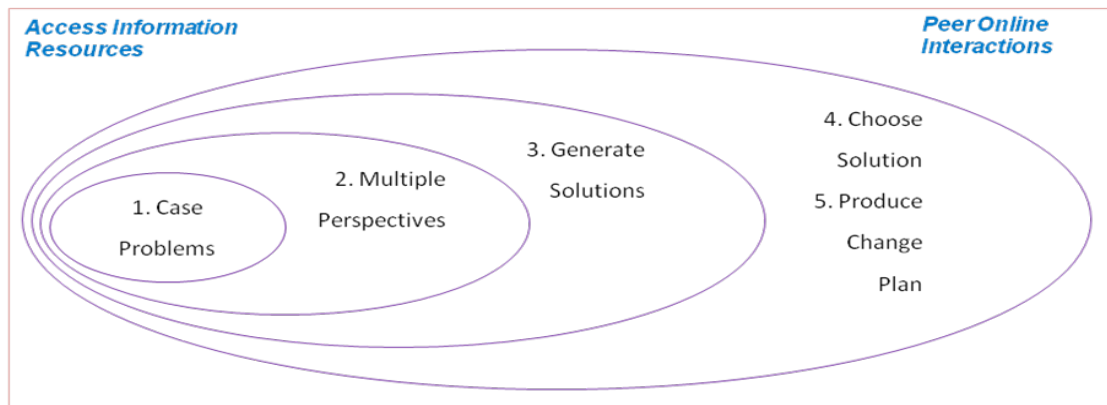 Access Information
Resources
Peer Online
Interactions
1. Case
Problems
2. Multiple
Perspectives
3. Generate
Solutions
4. Choose
Solution
5. Produce
Change
Plan